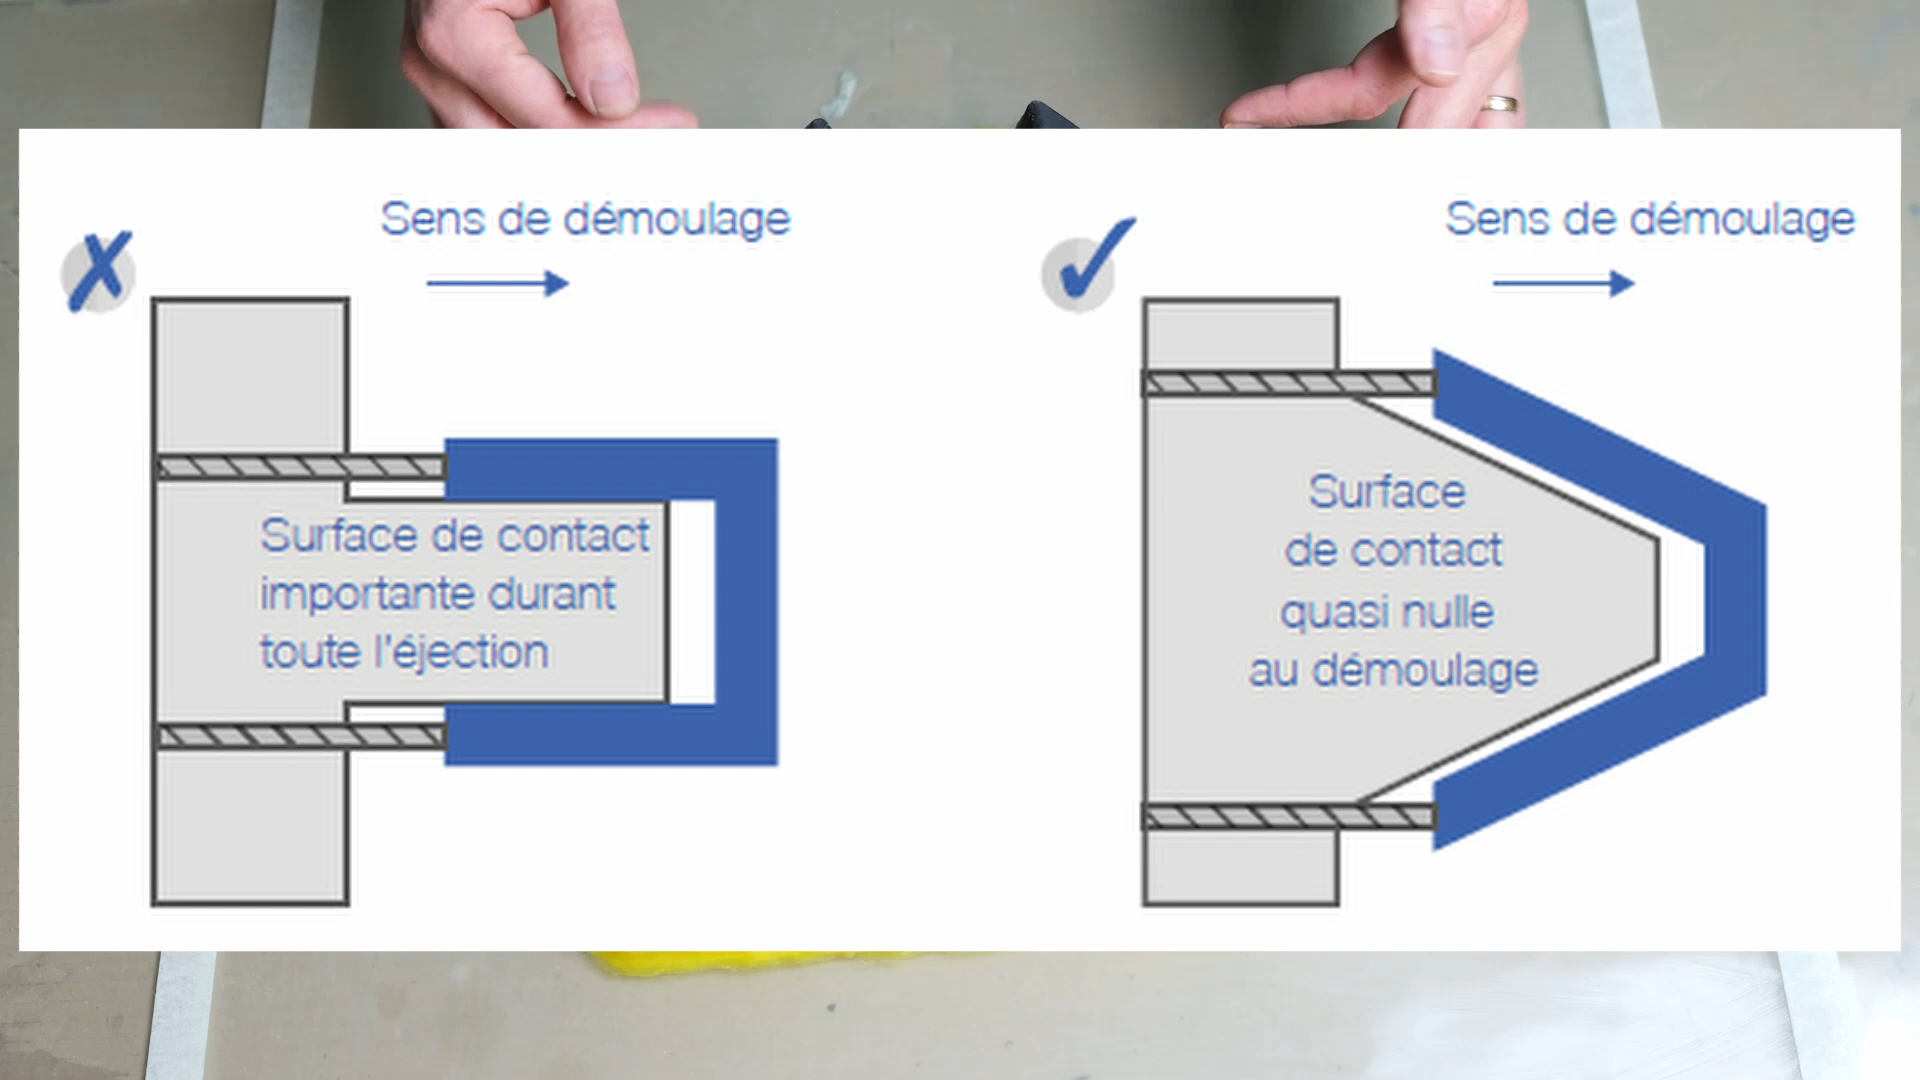 Sens de démoulage
Surface de contact
importante durant
toute l'éjection
Sens de démoulage
Surface
de contact
quasi nulle
au démoulage